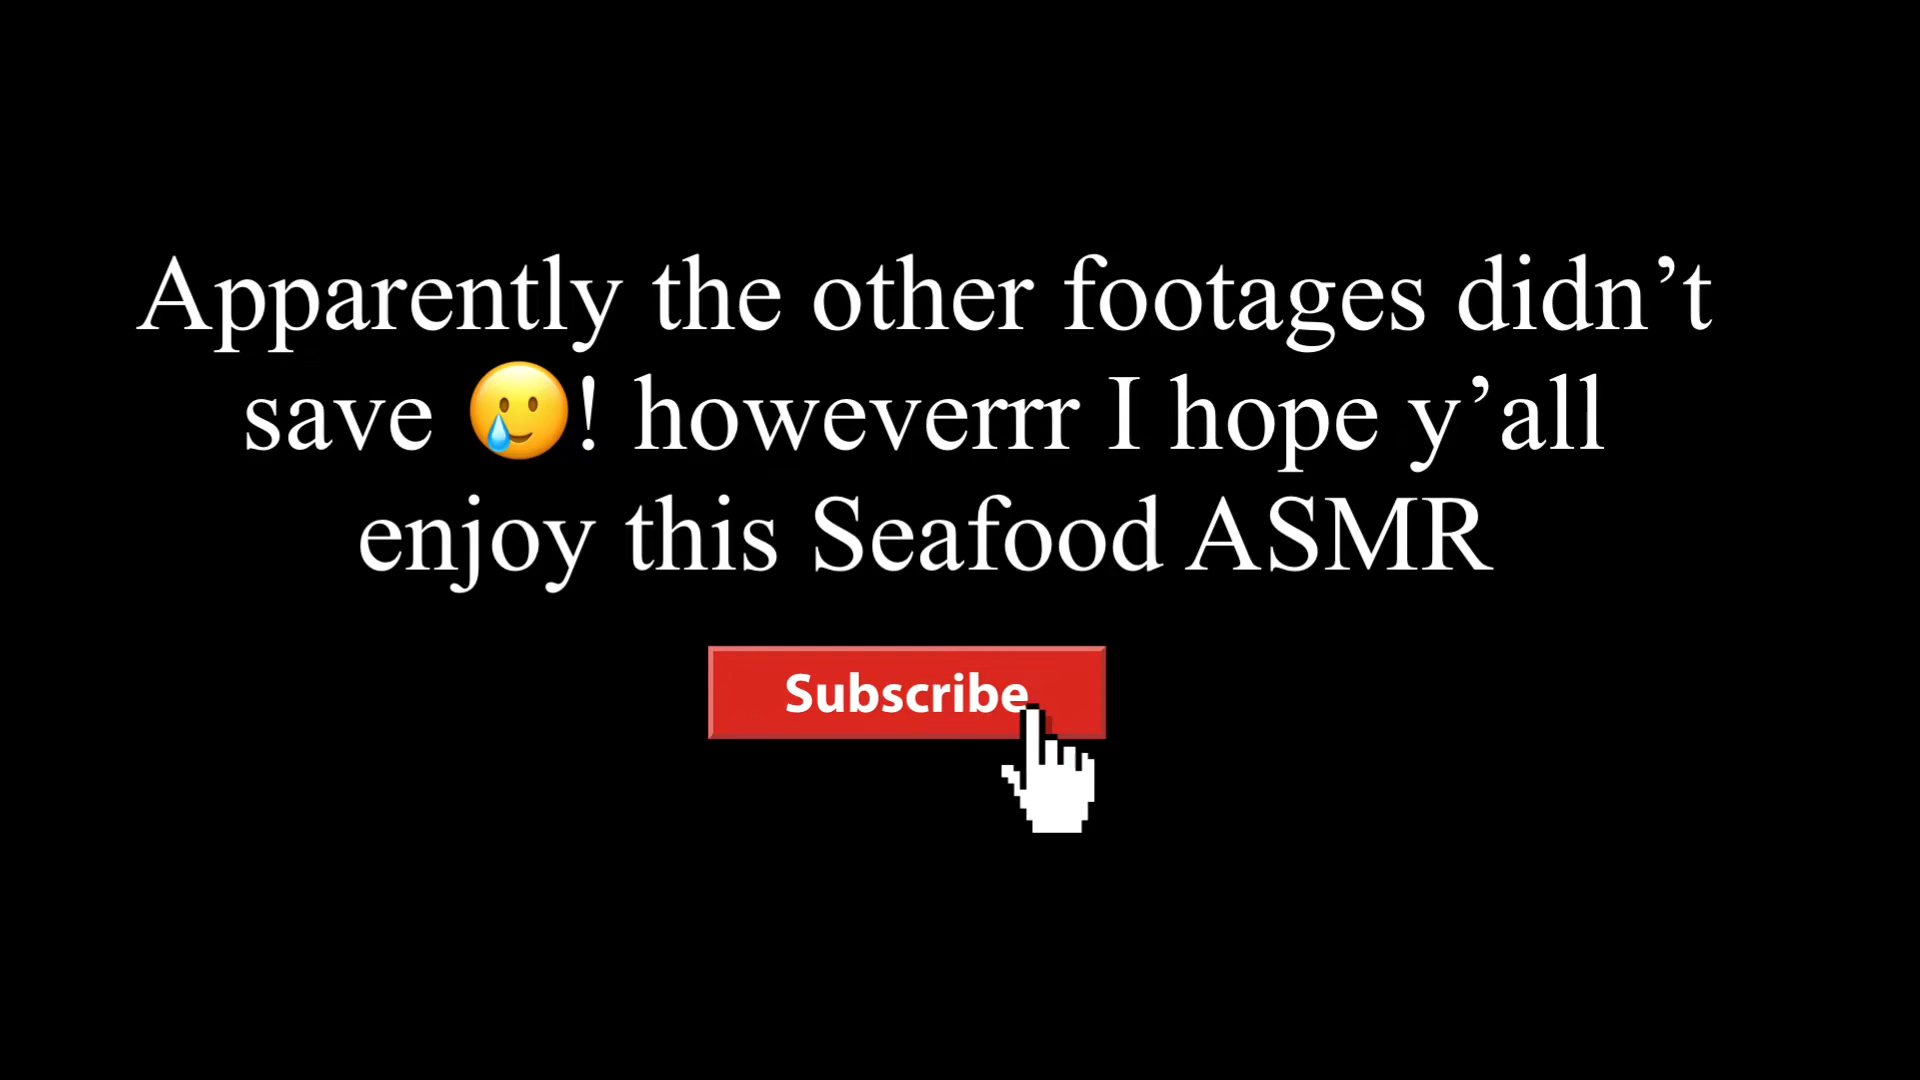 Apparently the other footages didn’t
save 🥲! howeverrr I hope y’all
enjoy this Seafood ASMR
Subscribe